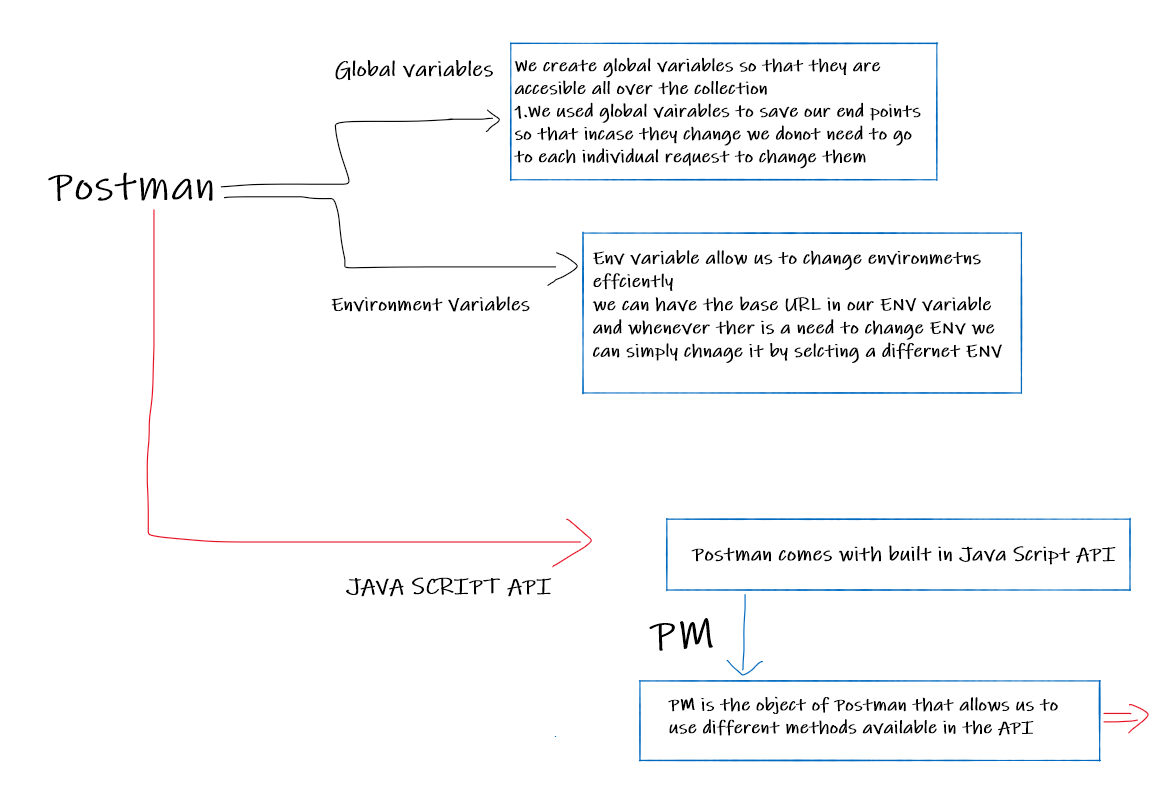 Global variables
We create global variables so that they are
accesible all over the collection
1.We used global vairables to save our end points
so that incase they change we donot need to go
to each individual request to change them
Postman
Env variable allow us to change environmetns
effciently
we can have the base URL in our ENV variable
and whenever ther is a need to change ENV we
can simply chnage it by selcting a differnet ENV
Environment Variables
Postman comes with built in Java Script API
JAVA SCRIPT API
PM
PM is the object of Postman that allows us to
use different methods available in the API